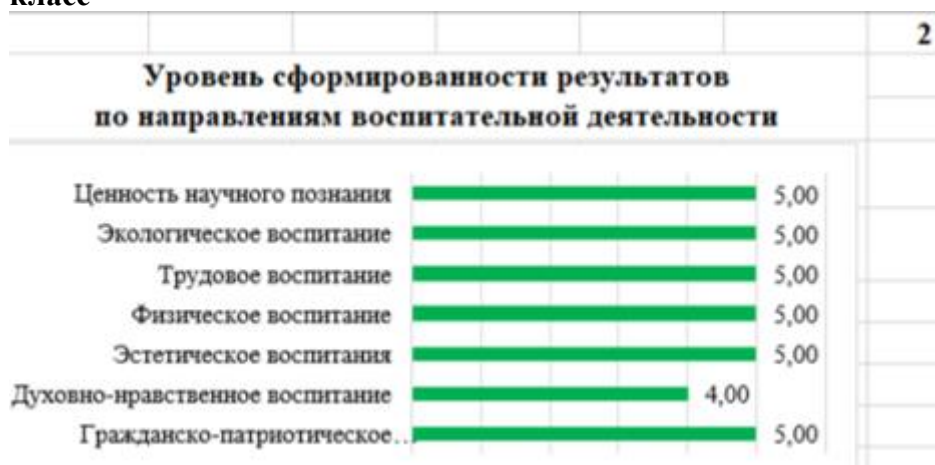 класс
2
Уровень сформированности результатов
по направлениям воспитательной деятельности
Ценность научного познания 5,00
Экологическое воспитание 5,00
Трудовое воспитание 5,00
Физическое воспитание 5,00
Эстетическое воспитания 5,00
Духовно-нравственное воспитание 4,00
Гражданско-патриотическое... 5,00